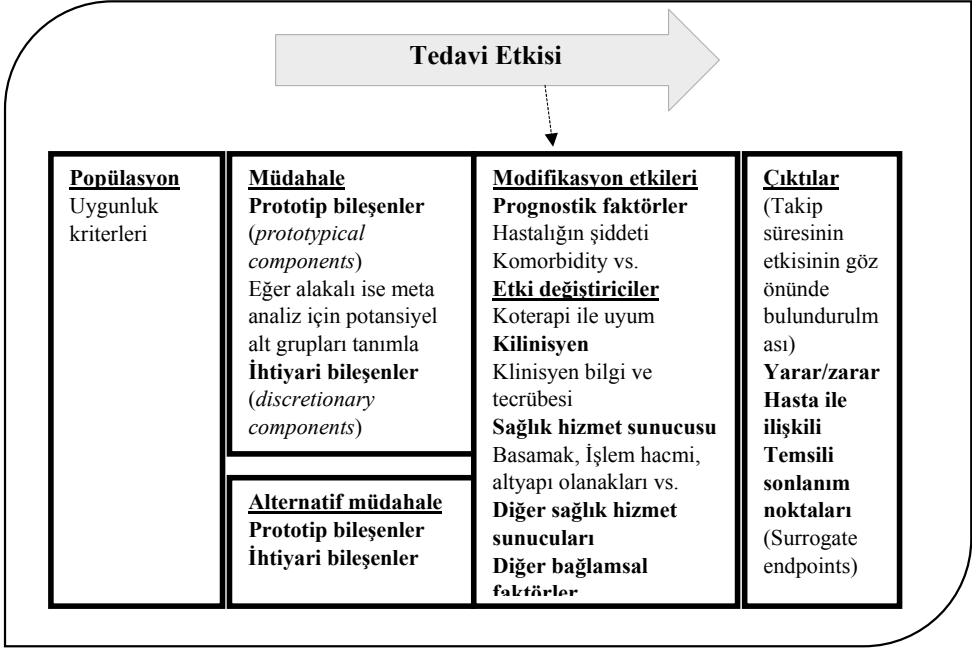 Tedavi Etkisi
Popülasyon
Uygunluk
kriterleri
Müdahale
Prototip bileşenler
(prototypical
components)
Eğer alakalı ise meta
analiz için potansiyel
alt grupları tanımla
İhtiyari bileşenler
(discretionary
components)
Alternatif müdahale
Prototip bileşenler
İhtiyari bileşenler
Modifikasyon etkileri
Prognostik faktörler
Hastalığın şiddeti
Komorbidity vs.
Etki değiştiriciler
Koterapi ile uyum
Kilinisyen
Klinisyen bilgi ve
tecrübesi
Sağlık hizmet sunucusu
Basamak, İşlem hacmi,
altyapı olanakları vs.
Diğer sağlık hizmet
sunucuları
Diğer bağlamsal
faktörler
Çıktılar
(Takip
süresinin
etkisinin göz
önünde
bulundurulm
ası)
Yarar/zarar
Hasta ile
ilişkili
Temsili
sonlanım
noktaları
(Surrogate
endpoints)